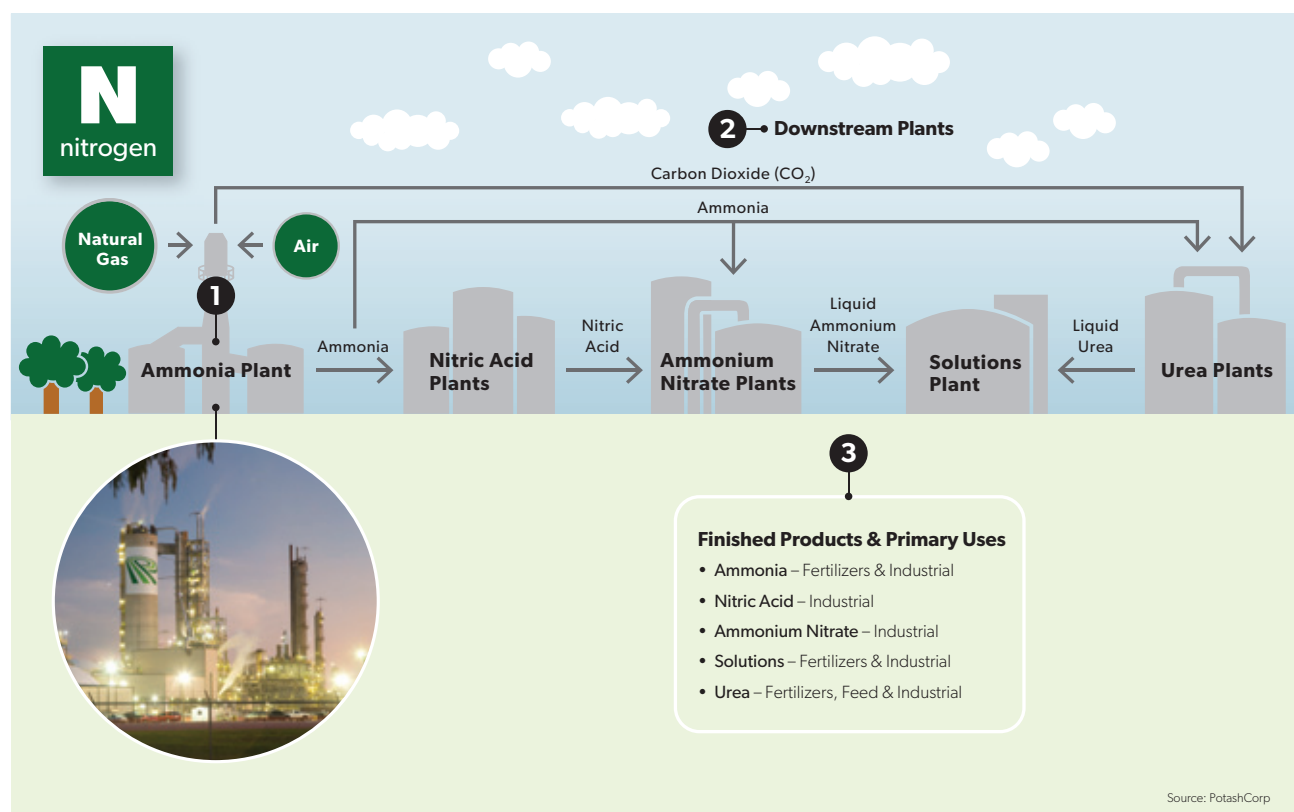 N
nitrogen
2 Downstream Plants
Carbon Dioxide (CO₂)
Ammonia
Natural
Gas
Air
1
Ammonia Plant
Ammonia
Nitric Acid
Plants
Nitric
Acid
Ammonium
Nitrate Plants
Liquid
Ammonium
Nitrate
Solutions
Plant
Liquid
Urea
Urea Plants
3
Finished Products & Primary Uses
• Ammonia – Fertilizers & Industrial
• Nitric Acid – Industrial
• Ammonium Nitrate – Industrial
• Solutions – Fertilizers & Industrial
• Urea – Fertilizers, Feed & Industrial
Source: PotashCorp